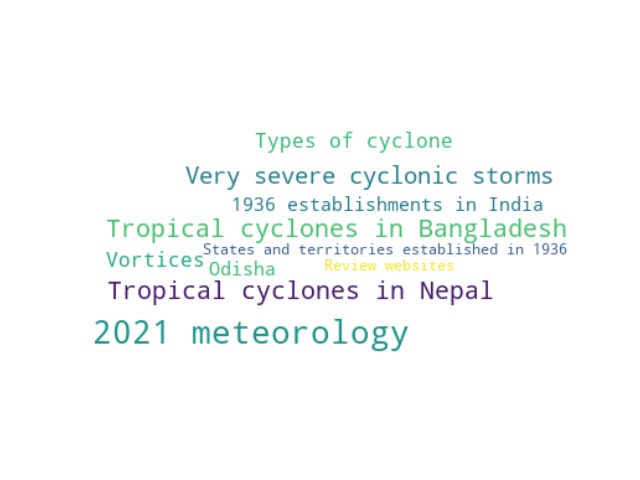 Types of cyclone
Very severe cyclonic storms
1936 establishments in India
Tropical cyclones in Bangladesh
States and territories established in 1936
Vortices
Odisha
Review websites
Tropical cyclones in Nepal
2021 meteorology